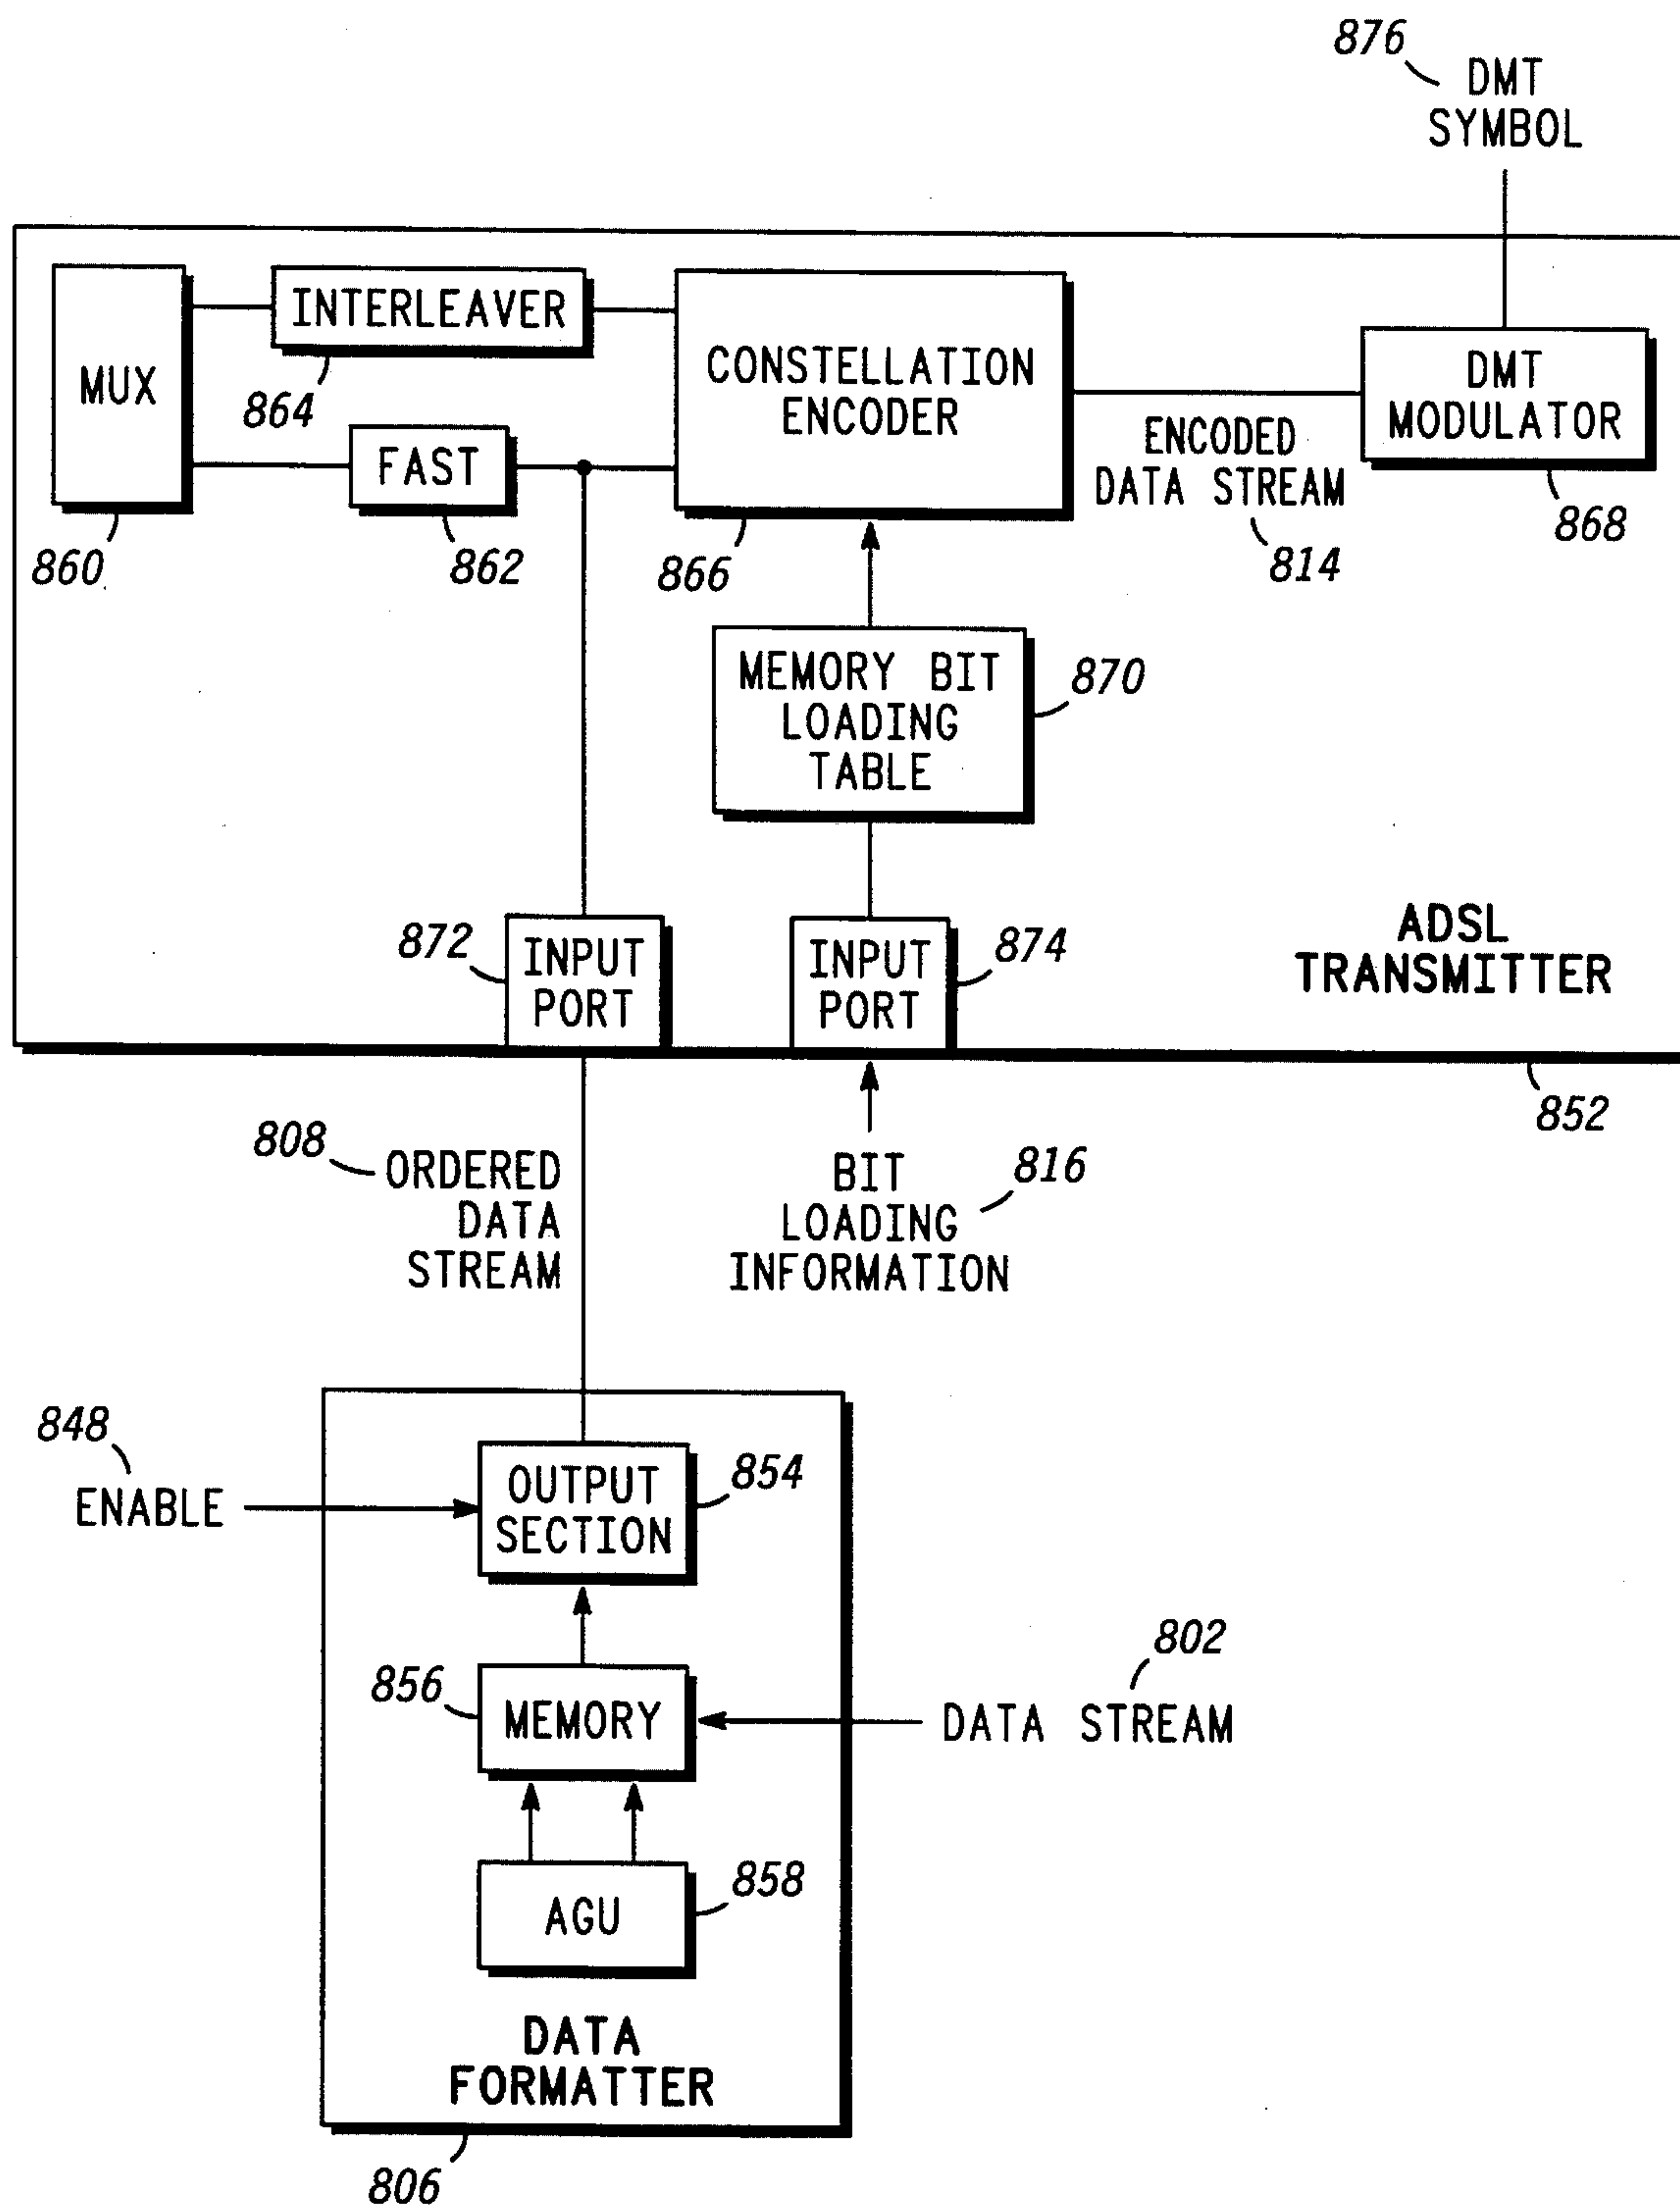 876
DMT
SYMBOL
MUX
INTERLEAVER
CONSTELLATION
ENCODER
DMT
MODULATOR
864
FAST
ENCODED
DATA STREAM
860
862
866
814
868
MEMORY BIT
LOADING
TABLE
870
872
INPUT
PORT
INPUT
PORT
874
ADSL
TRANSMITTER
852
808
ORDERED
DATA
STREAM
BIT
LOADING
INFORMATION
816
848
ENABLE
OUTPUT
SECTION
854
856
MEMORY
802
DATA STREAM
AGU
858
DATA
FORMATTER
806